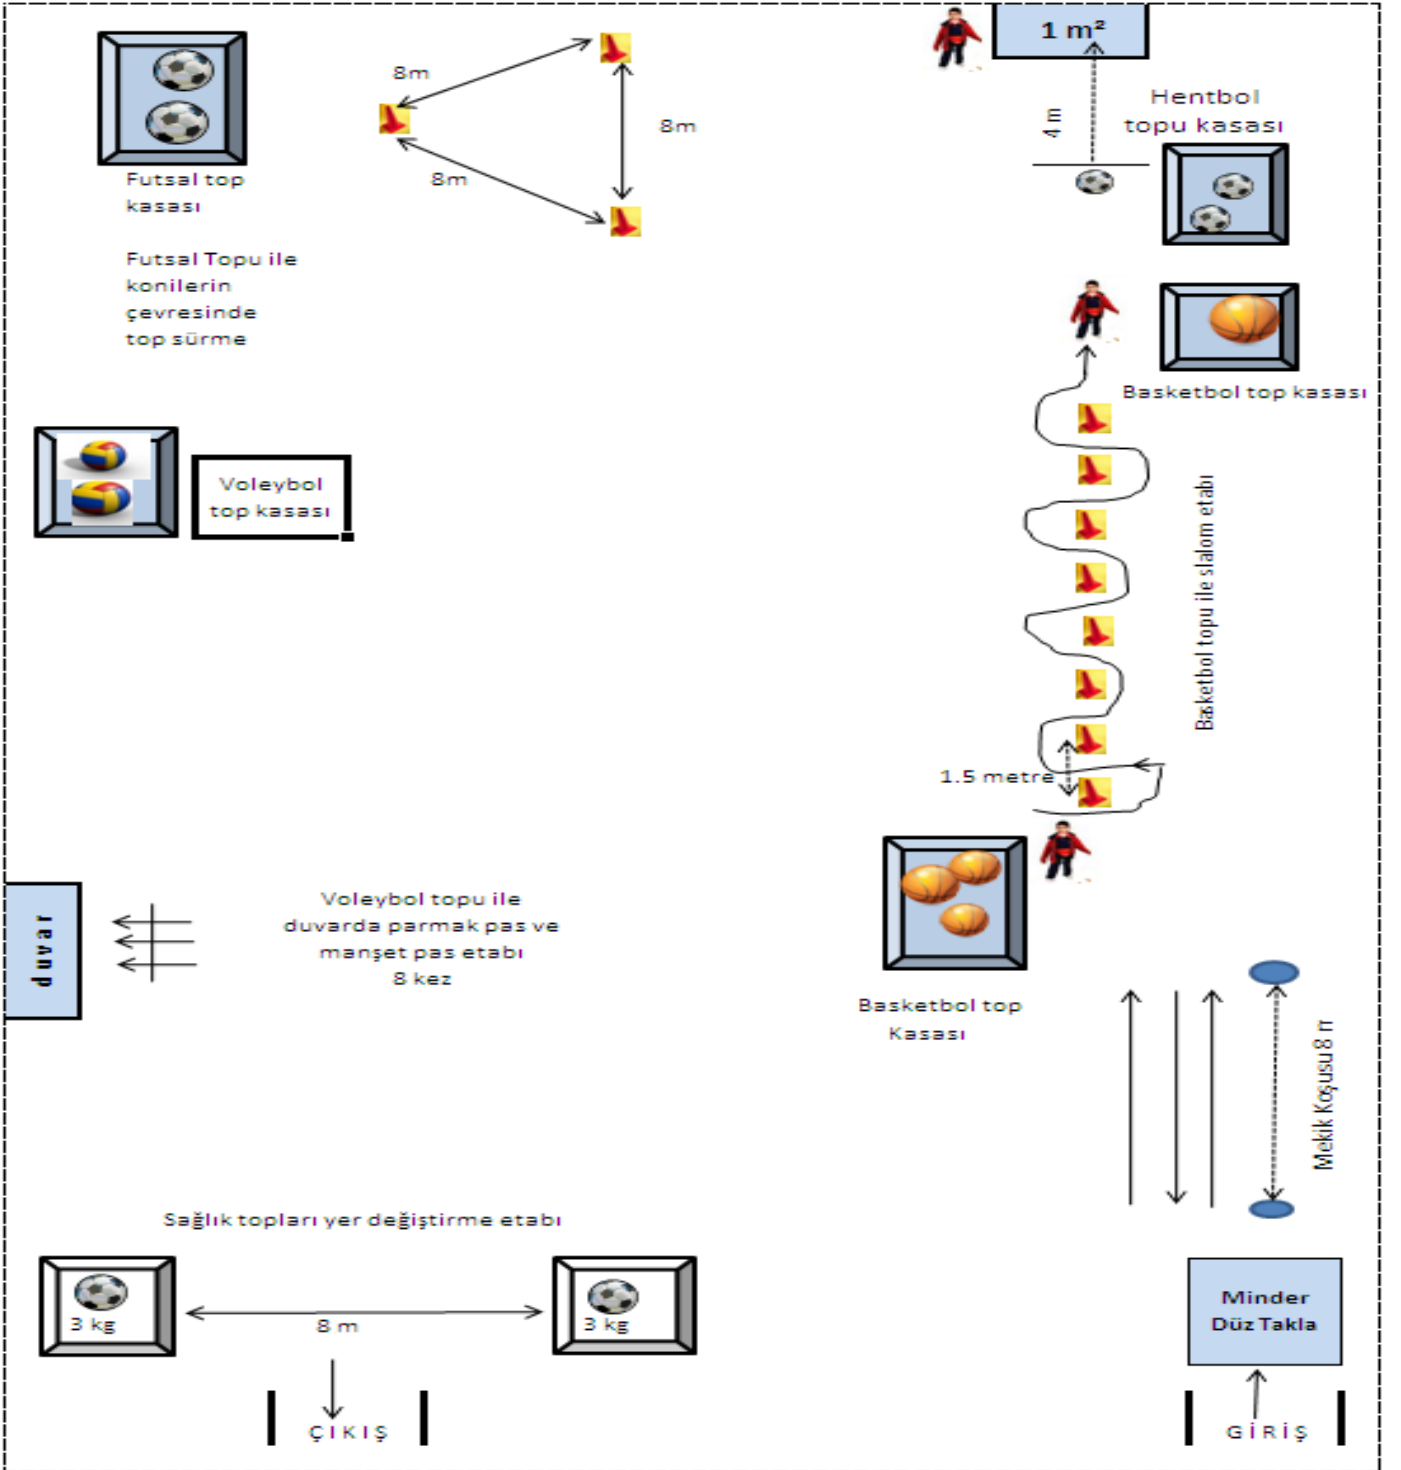 1 m²
4 m
Hentbol
topu kasası
8m
8m
8m
Futsal top
kasası
Futsal Topu ile
konilerin
çevresinde
top sürme
Basketbol top kasası
Voleybol
top kasası
Basketbol topu ile slalom etabı
1.5 metre
duvar
Voleybol topu ile
duvarda parmak pas ve
manşet pas etabı
8 kez
Basketbol top
Kasası
Mekik Koşusu 8
Sağlık topları yer değiştirme etabı
3 kg
8 m
3 kg
Minder
Düz Takla
ÇIKIŞ
GİRİŞ